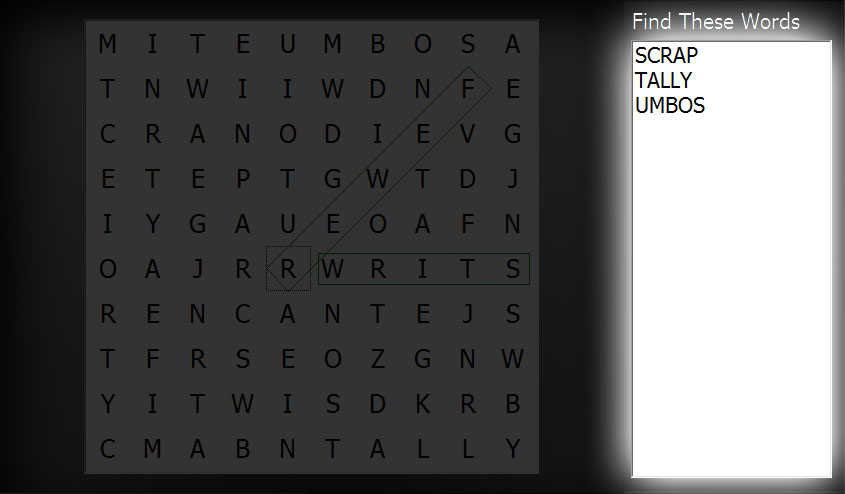 Find These Words
SCRAP
TALLY
UMBOS
M I T E U M B O S A
T N W I I W D N F E
C R A N O D I E V G
E T E P T G W T D J
I Y G A U E O A F N
O A J R R W R I T S
R E N C A N T E J S
T F R S E O Z G N W
Y I T W I S D K R B
C M A B N T A L L Y